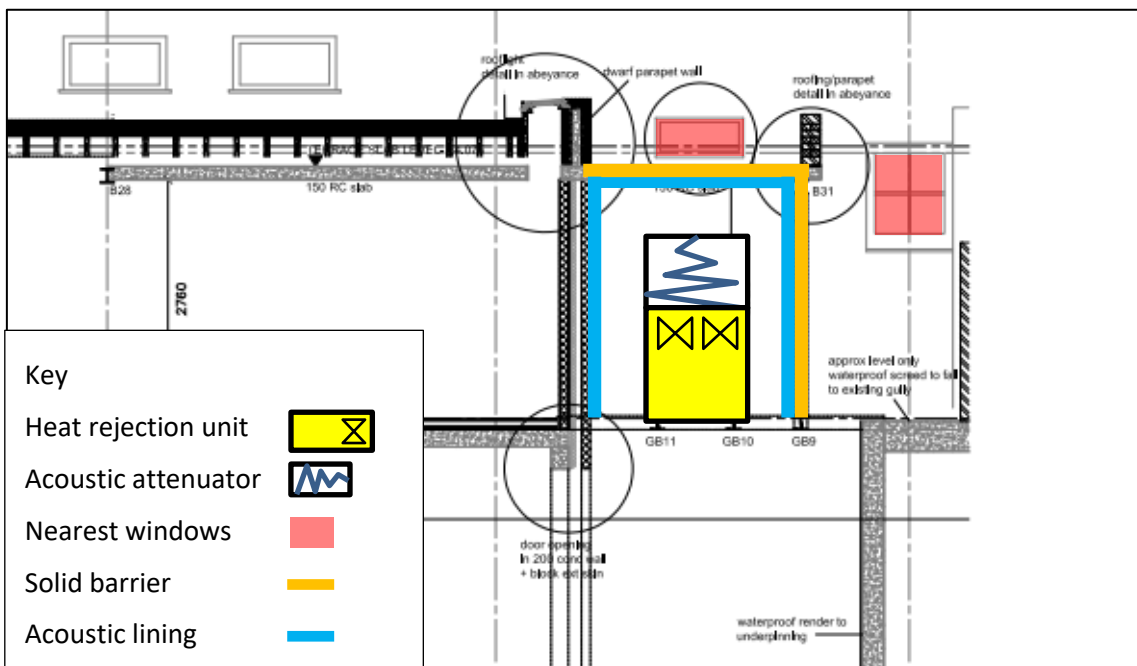 rooflight
detail in abeyance
dwarf parapet wall
roofing/parapet
detail in abeyance
B28
150 RC slab
B31
2760
approx level only
waterproof screed to fall
to existing gully
GB11
GB10
GB9
door opening
in 200 conc wall
+ block ext skin
waterproof render to
underpinning
Key
Heat rejection unit
Acoustic attenuator
Nearest windows
Solid barrier
Acoustic lining